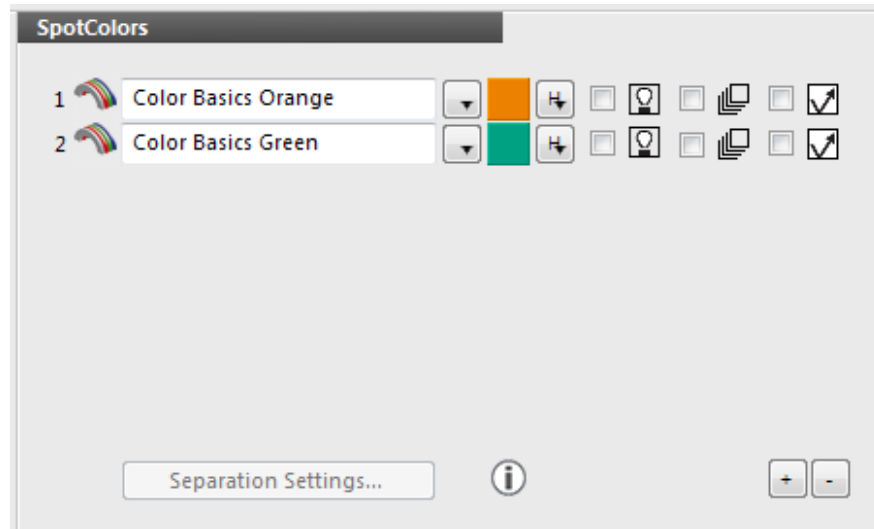 SpotColors
1 Color Basics Orange H
2 Color Basics Green H
Separation Settings... i + -